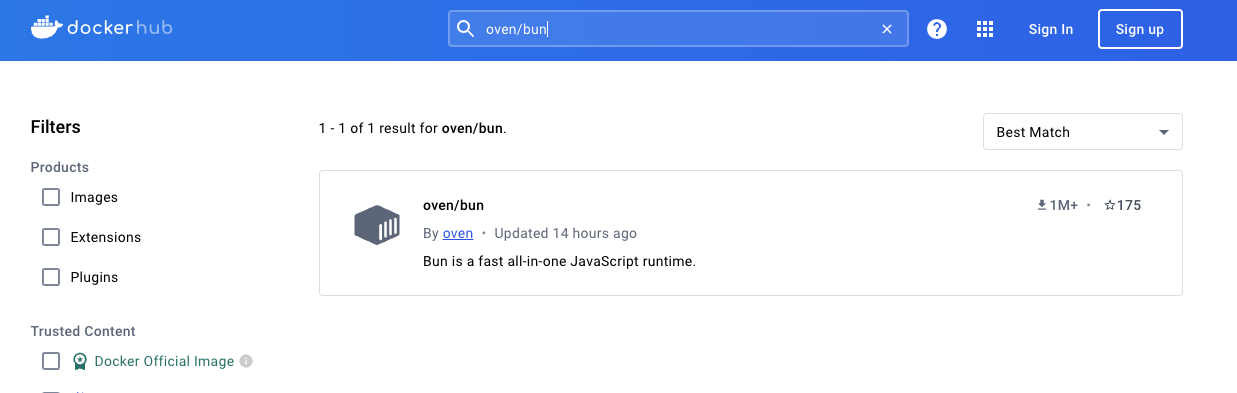 dockerhub
oven/bun
Sign In
Sign up
Filters
1 - 1 of 1 result for oven/bun.
Best Match
Products
Images
Extensions
Plugins
oven/bun
1M+ • 175
By oven • Updated 14 hours ago
Bun is a fast all-in-one JavaScript runtime.
Trusted Content
Docker Official Image